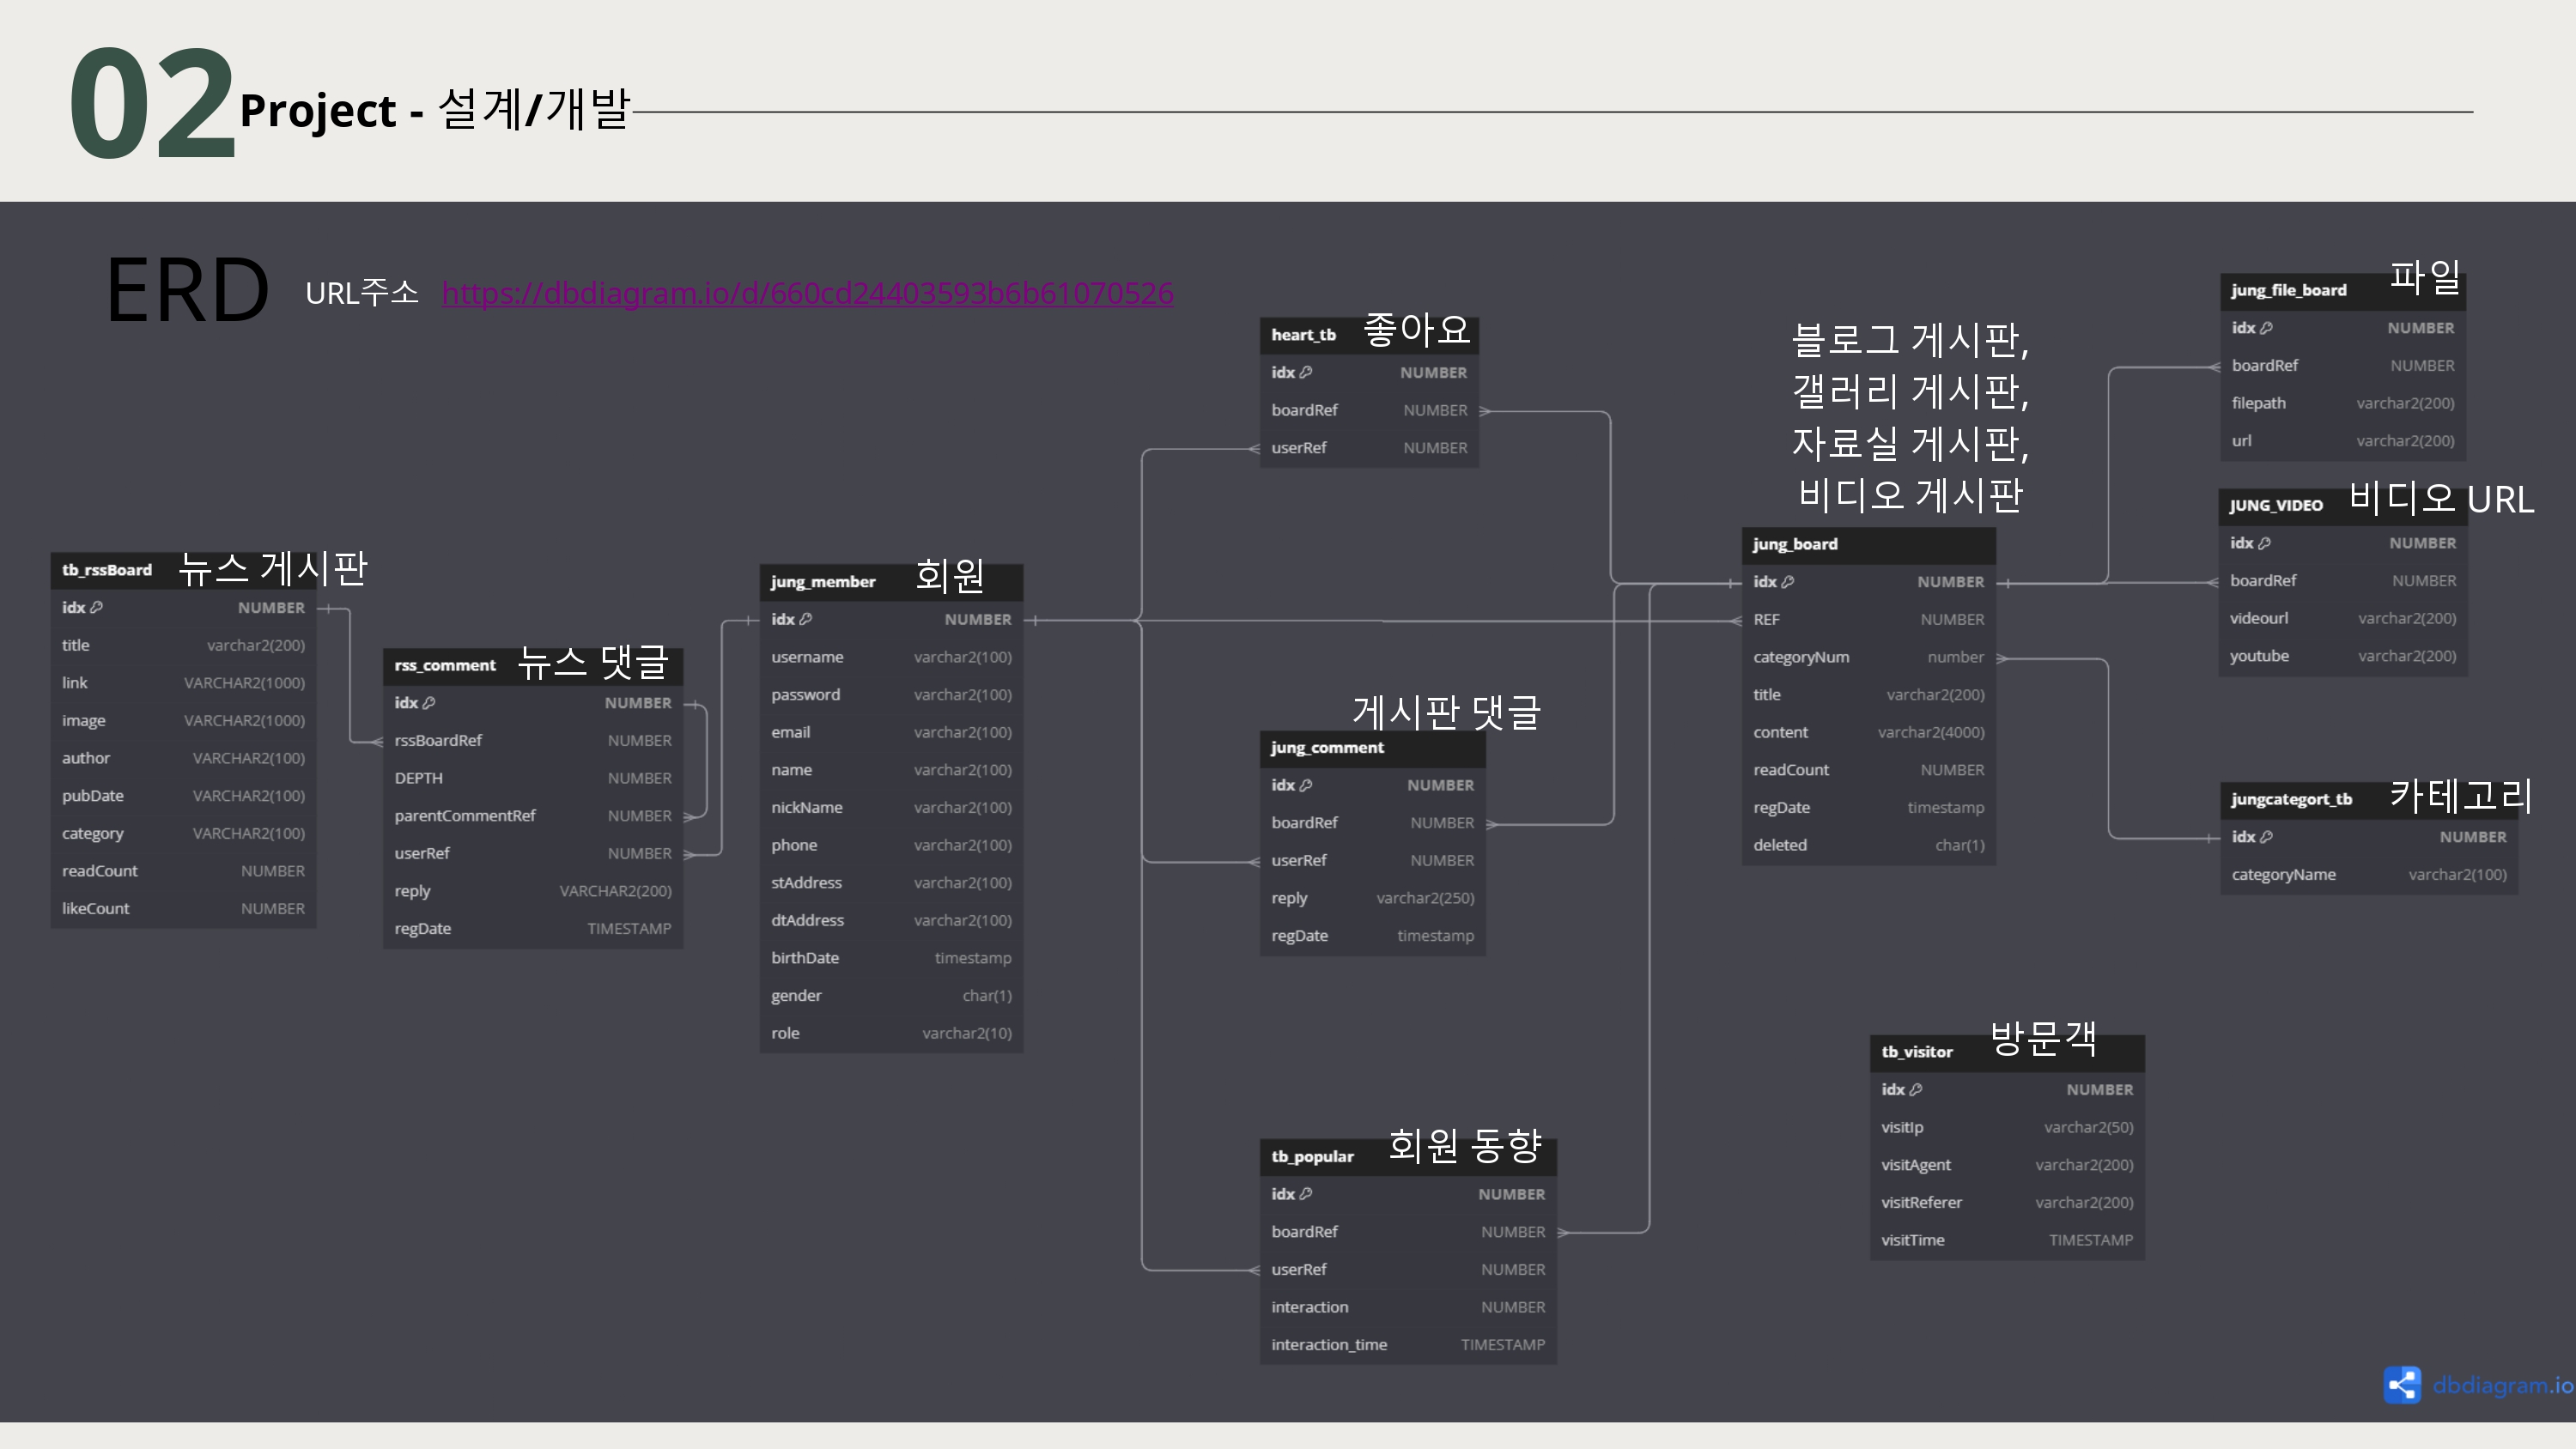 02
Project - 설계/개발
ERD
URL주소 https://dbdiagram.io/d/660cd24403593b6b61070526
tb_rssBoard 뉴스 게시판
idx NUMBER
title varchar2(200)
link VARCHAR2(1000)
image VARCHAR2(1000)
author VARCHAR2(100)
pubDate VARCHAR2(100)
category VARCHAR2(100)
readCount NUMBER
likeCount NUMBER
rss_comment 뉴스 댓글
idx NUMBER
rssBoardRef NUMBER
DEPTH NUMBER
parentCommentRef NUMBER
userRef NUMBER
reply VARCHAR2(200)
regDate TIMESTAMP
jung_member 회원
idx NUMBER
username varchar2(100)
password varchar2(100)
email varchar2(100)
name varchar2(100)
nickName varchar2(100)
phone varchar2(100)
stAddress varchar2(100)
dtAddress varchar2(100)
birthDate timestamp
gender char(1)
role varchar2(10)
heart_tb 좋아요
idx NUMBER
boardRef NUMBER
userRef NUMBER
게시판 댓글
jung_comment
idx NUMBER
boardRef NUMBER
userRef NUMBER
reply varchar2(250)
regDate timestamp
tb_popular 회원 동향
idx NUMBER
boardRef NUMBER
userRef NUMBER
interaction NUMBER
interaction_time TIMESTAMP
블로그 게시판,
갤러리 게시판,
자료실 게시판,
비디오 게시판
jung_board
idx NUMBER
REF NUMBER
categoryNum number
title varchar2(200)
content varchar2(4000)
readCount NUMBER
regDate timestamp
deleted char(1)
tb_visitor 방문객
idx NUMBER
visitIp varchar2(50)
visitAgent varchar2(200)
visitReferer varchar2(200)
visitTime TIMESTAMP
jung_file_board 파일
idx NUMBER
boardRef NUMBER
filepath varchar2(200)
url varchar2(200)
JUNG_VIDEO 비디오 URL
idx NUMBER
boardRef NUMBER
videourl varchar2(200)
youtube varchar2(200)
jungcategort_tb 카테고리
idx NUMBER
categoryName varchar2(100)
dbdiagram.io